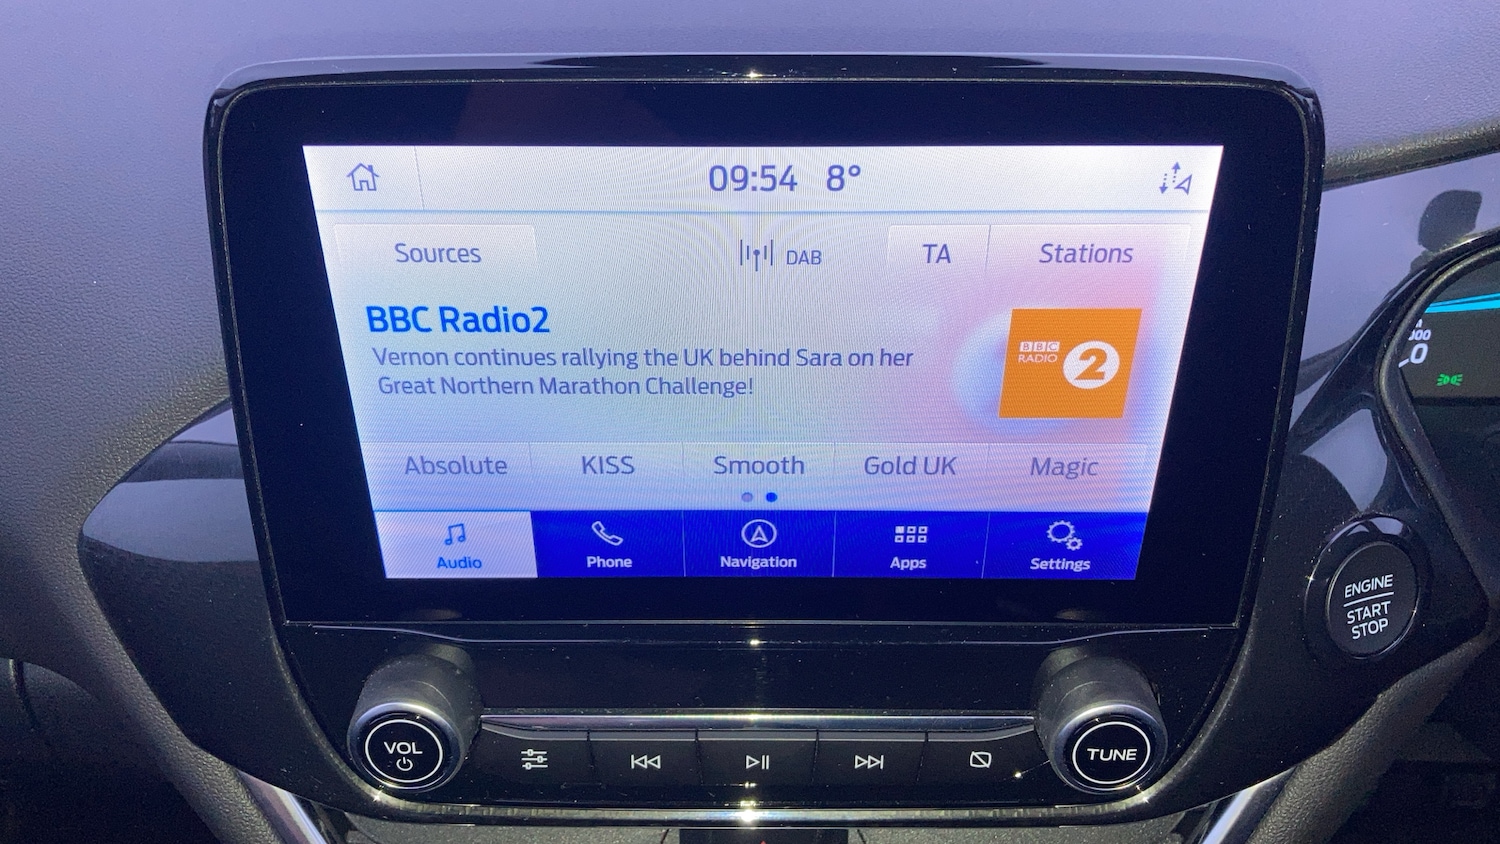 09:54 8°
Sources DAB TA Stations
BBC Radio2
Vernon continues rallying the UK behind Sara on her
Great Northern Marathon Challenge!
BBC
RADIO 2
Absolute KISS Smooth Gold UK Magic
Audio Phone Navigation Apps Settings
ENGINE
START
STOP
VOL
TUNE